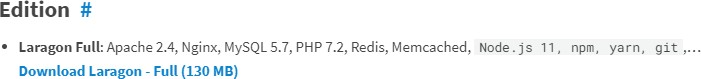 Edition #
• Laragon Full: Apache 2.4, Nginx, MySQL 5.7, PHP 7.2, Redis, Memcached, Node.js 11, npm, yarn, git ,...
Download Laragon - Full (130 MB)